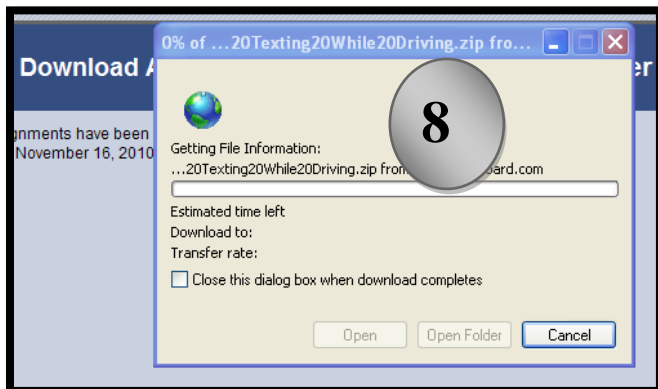 0% of ...20Texting20While20Driving.zip fro...
Download
er
8
gnments have been
November 16, 2010
Getting File Information:
...20Texting20While20Driving.zip from ard.com
Estimated time left
Download to:
Transfer rate:
Close this dialog box when download completes
Open Open Folder Cancel